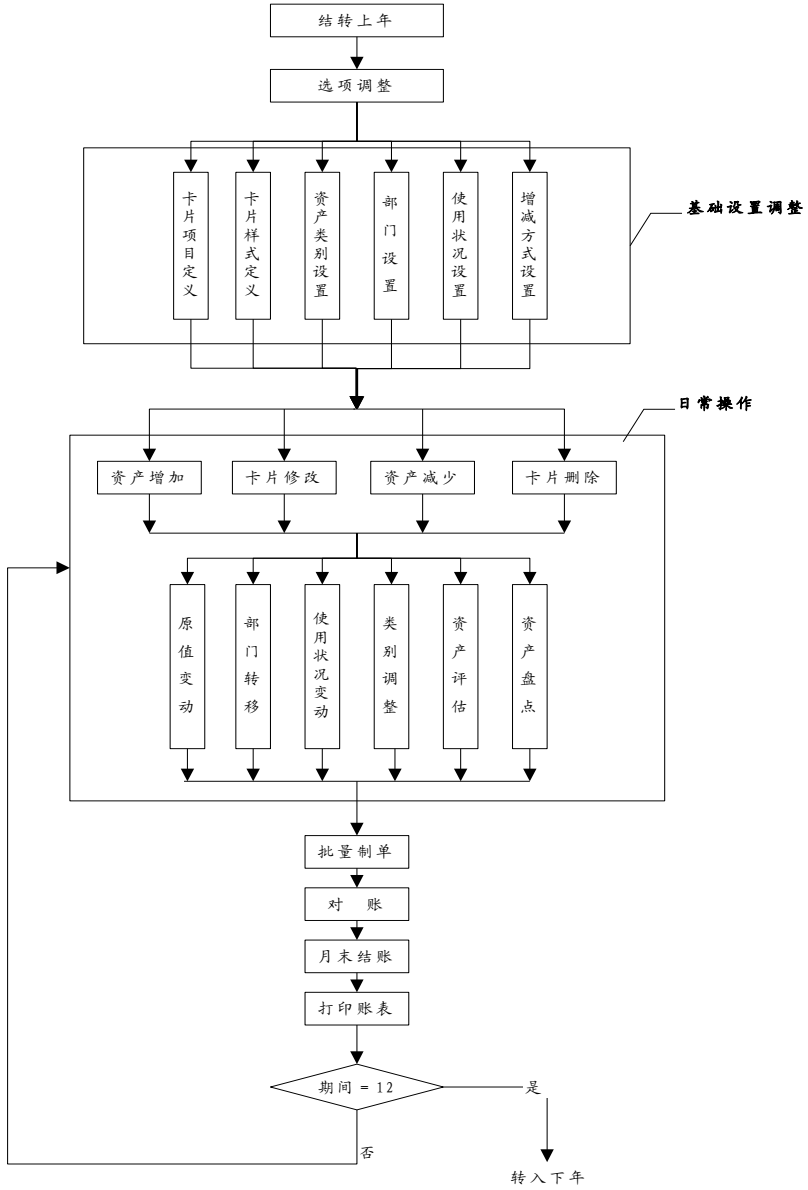 结转上年
选项调整
卡片项目定义
卡片样式定义
资产类别设置
部门设置
使用状况设置
增减方式设置
基础设置调整
日常操作
资产增加
卡片修改
资产减少
卡片删除
原值变动
部门转移
使用状况变动
类别调整
资产评估
资产盘点
批量制单
对 账
月末结账
打印账表
期间 = 12
是
否
转入下年